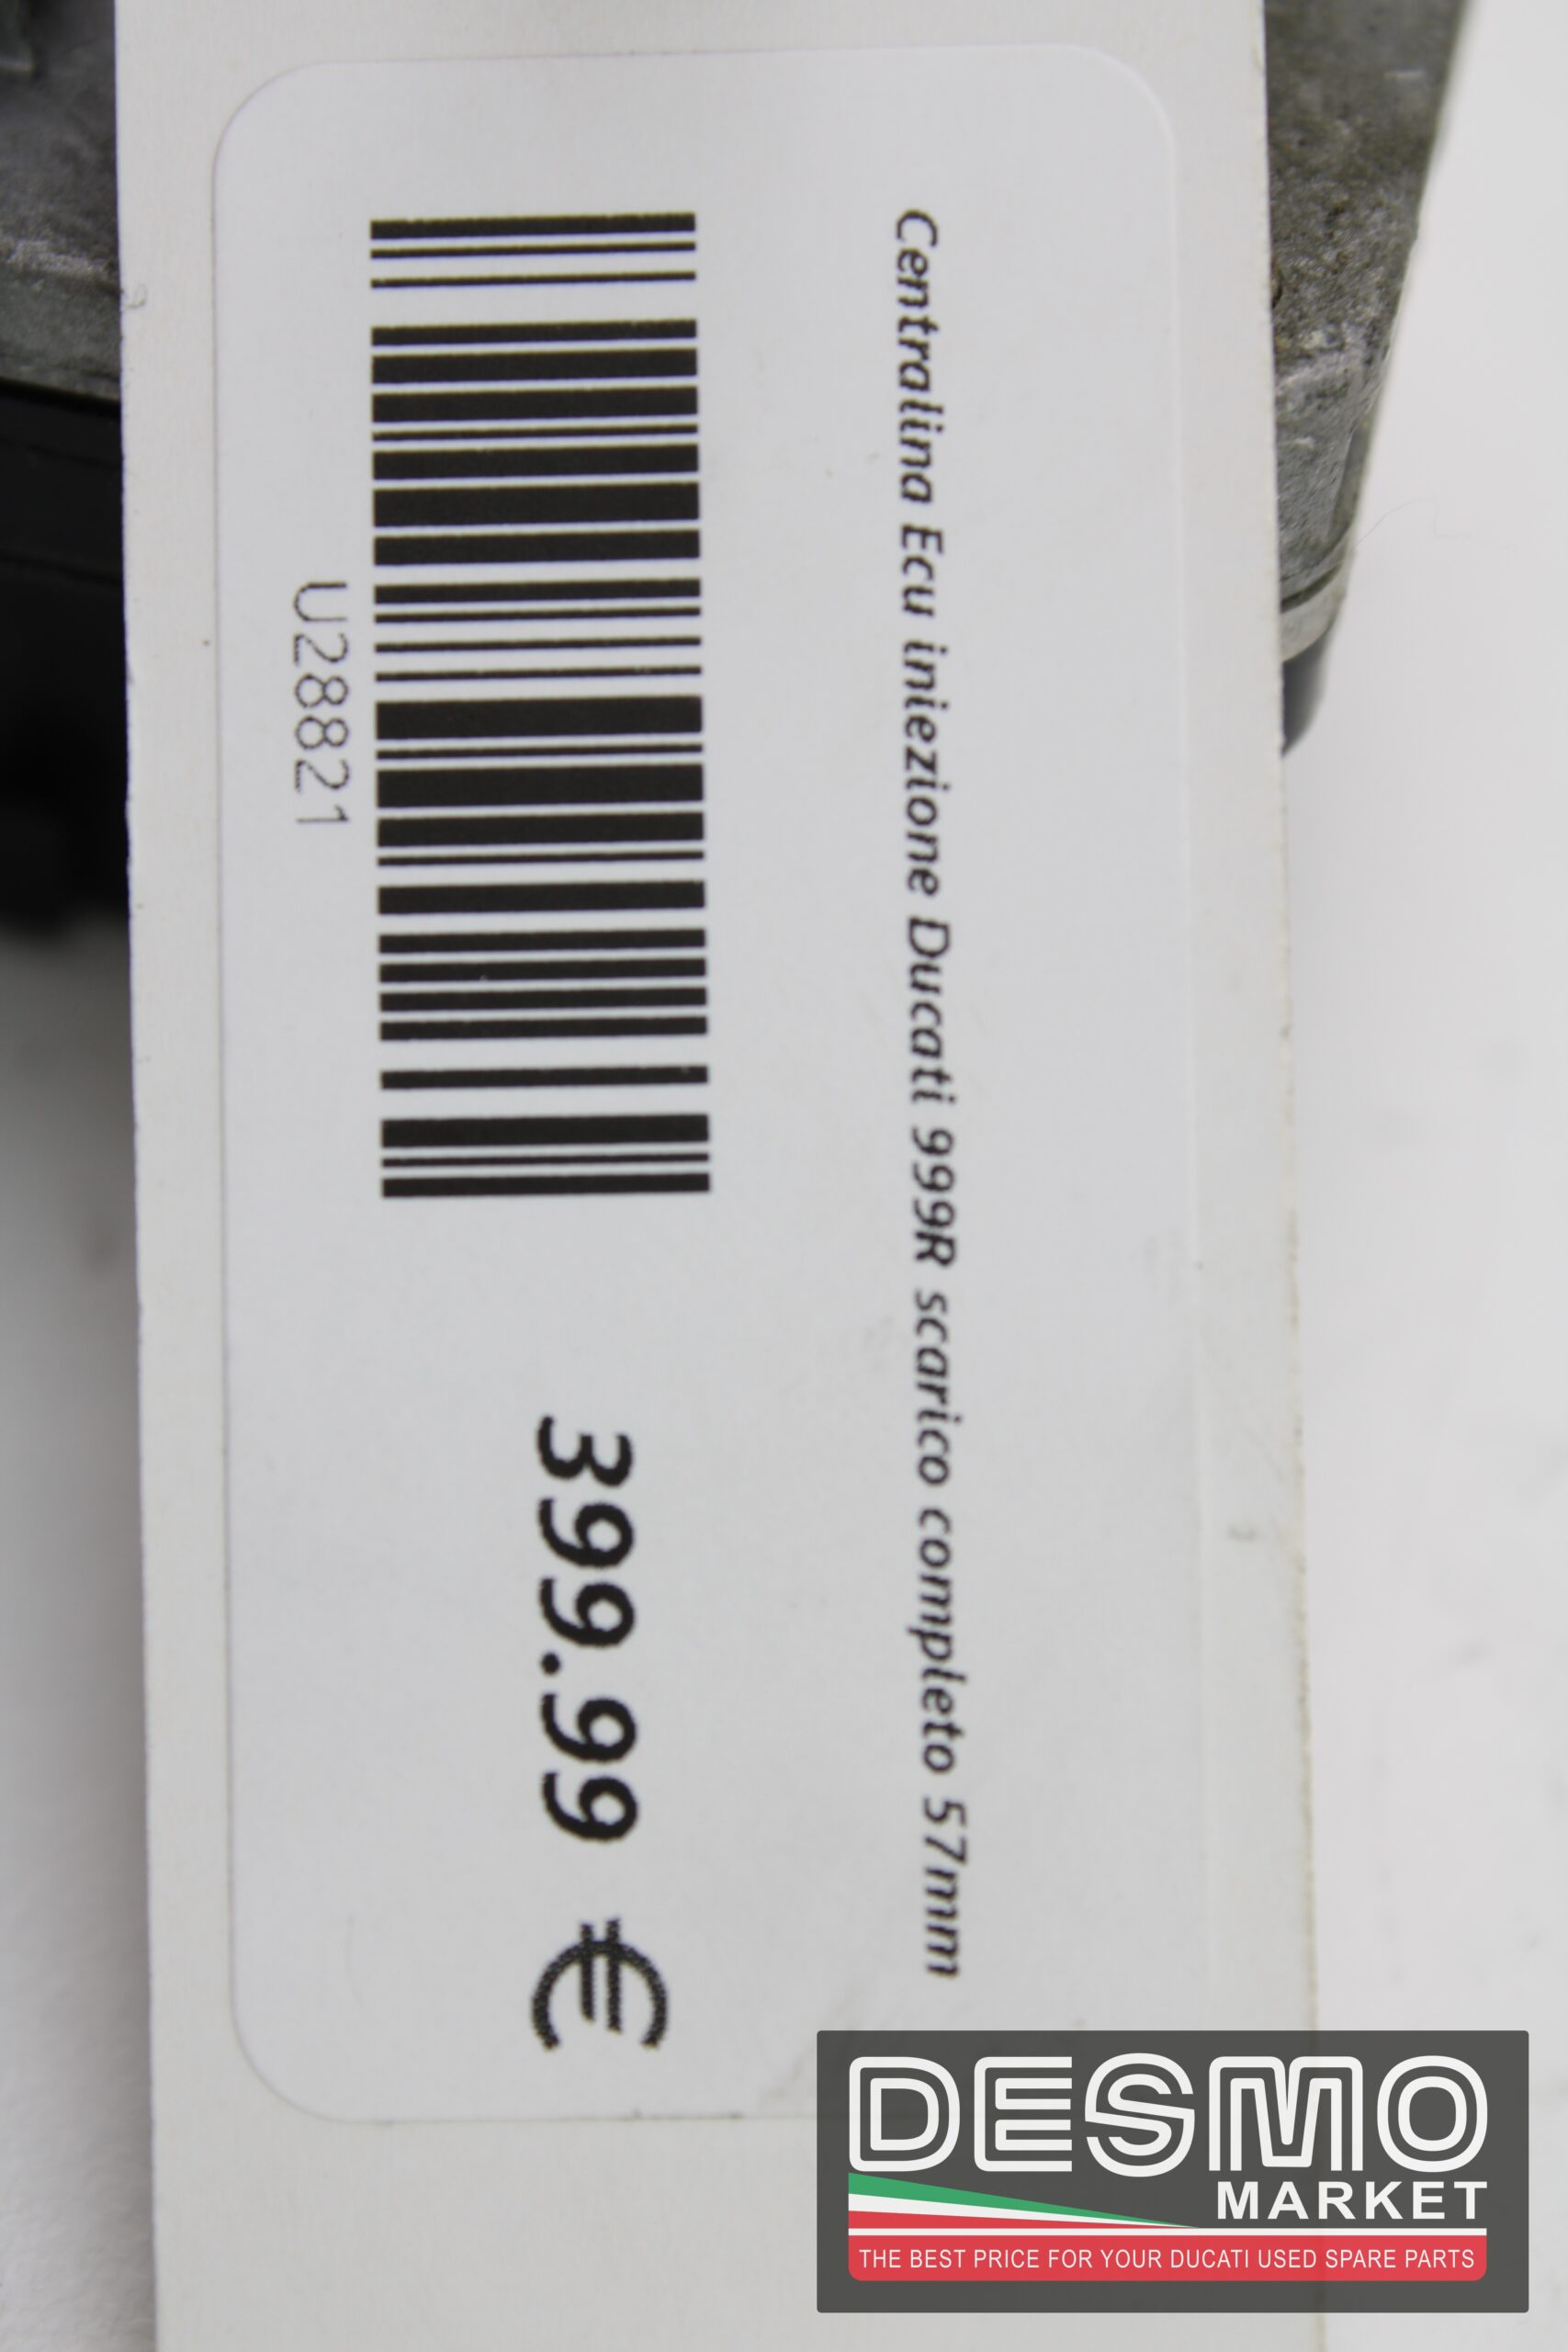 Centralina Ecu iniezione Ducati 999R scarico completo 57mm
U28821
399.99 €
DESMO
MARKET
THE BEST PRICE FOR YOUR DUCATI USED SPARE PARTS